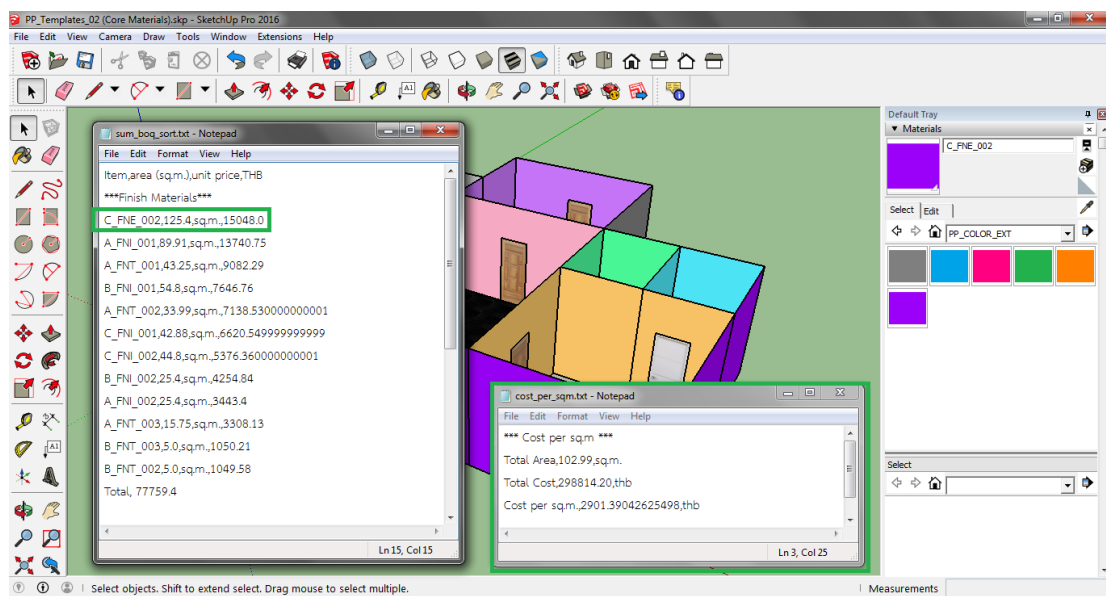 PP_Templates_02 (Core Materials).skp - SketchUp Pro 2016
File Edit View Camera Draw Tools Window Extensions Help
A1
Default Tray
Materials
C_FNE_002
Select Edit
PP_COLOR_EXT
Select
sum_boq_sort.txt - Notepad
File Edit Format View Help
Item,area (sq.m.),unit price,THB
***Finish Materials***
C_FNE_002,125.4,sq.m.,15048.0
A_FNI_001,89.91,sq.m.,13740.75
A_FNT_001,43.25,sq.m.,9082.29
B_FNI_001,54.8,sq.m.,7646.76
A_FNT_002,33.99,sq.m.,7138.530000000001
C_FNI_001,42.88,sq.m.,6620.549999999999
C_FNI_002,44.8,sq.m.,5376.360000000001
B_FNI_002,25.4,sq.m.,4254.84
A_FNI_002,25.4,sq.m.,3443.4
A_FNT_003,15.75,sq.m.,3308.13
B_FNT_003,5.0,sq.m.,1050.21
B_FNT_002,5.0,sq.m.,1049.58
Total, 77759.4
Ln 15, Col 15
cost_per_sqm.txt - Notepad
File Edit Format View Help
*** Cost per sq.m ***
Total Area,102.99,sq.m.
Total Cost,298814.20,thb
Cost per sq.m.,2901.39042625498,thb
Ln 3, Col 25
A1
Select objects. Shift to extend select. Drag mouse to select multiple.
Measurements